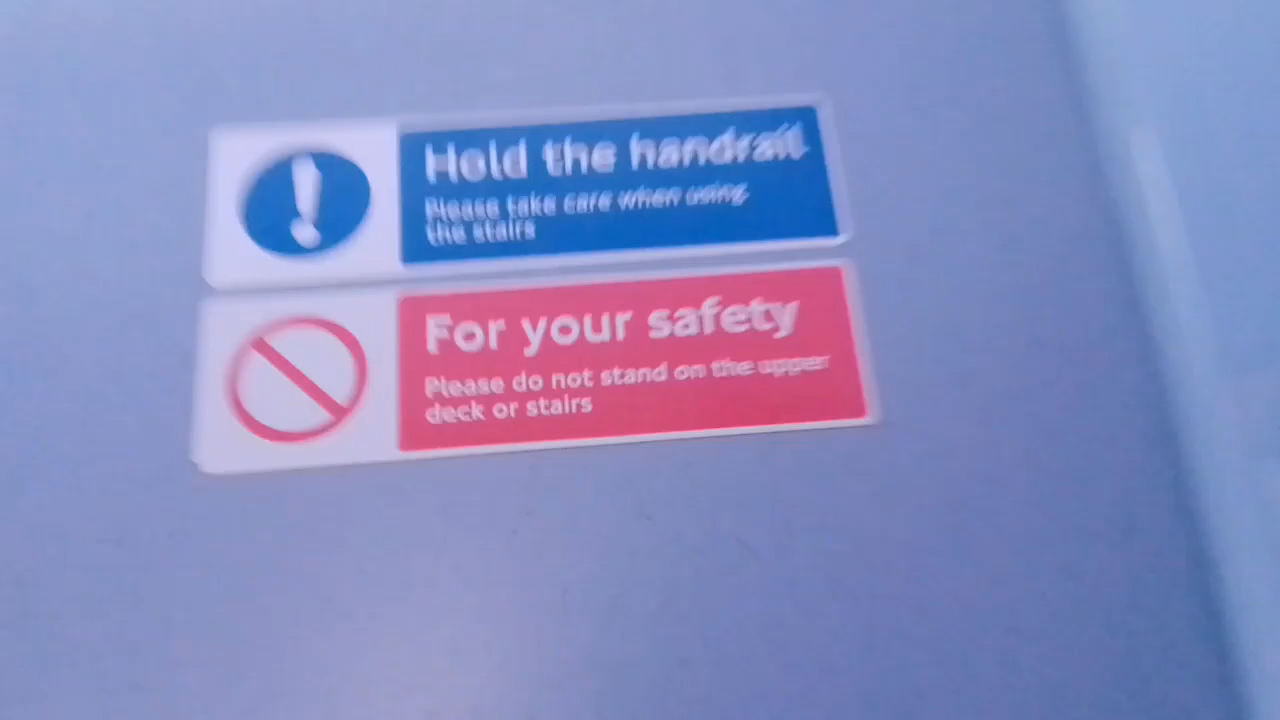 Hold the handrail
Please take care when using
the stairs
For your safety
Please do not stand on the upper
deck or stairs